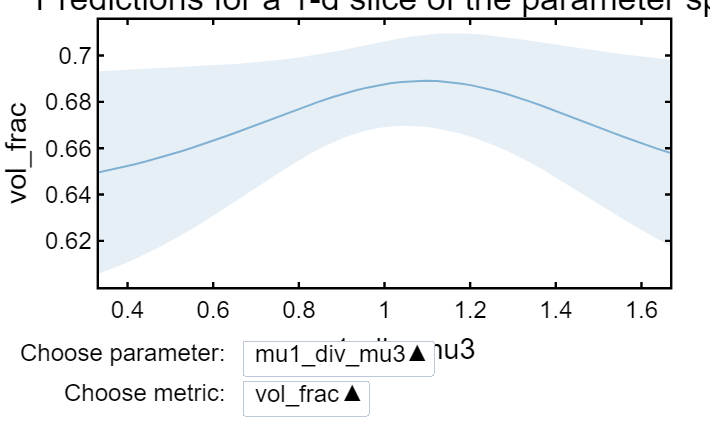 Predictions for a 1-d slice of the parameter sp
vol_frac
0.7
0.68
0.66
0.64
0.62
0.4 0.6 0.8 1 1.2 1.4 1.6
mu3
Choose parameter: mu1_div_mu3▲
Choose metric: vol_frac▲